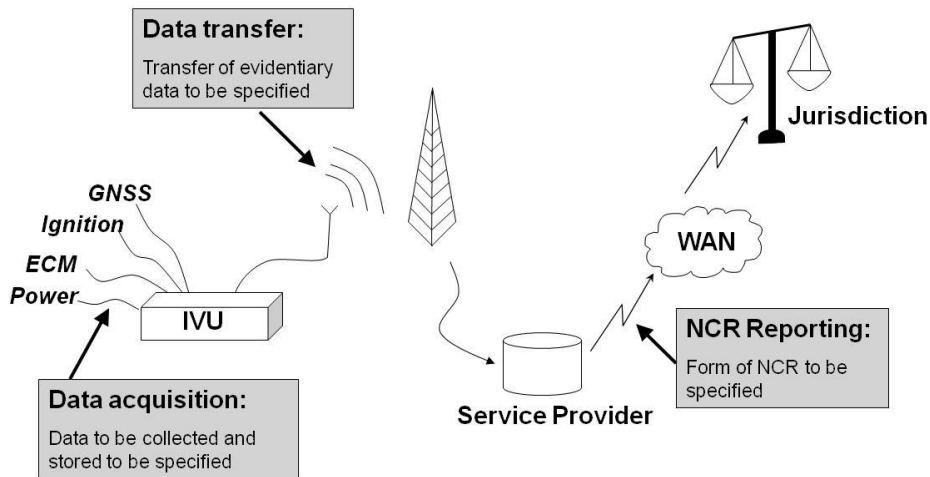 Data transfer:
Transfer of evidentiary
data to be specified
Jurisdiction
GNSS
Ignition
ECM
Power
IVU
WAN
NCR Reporting:
Form of NCR to be
specified
Service Provider
Data acquisition:
Data to be collected and
stored to be specified